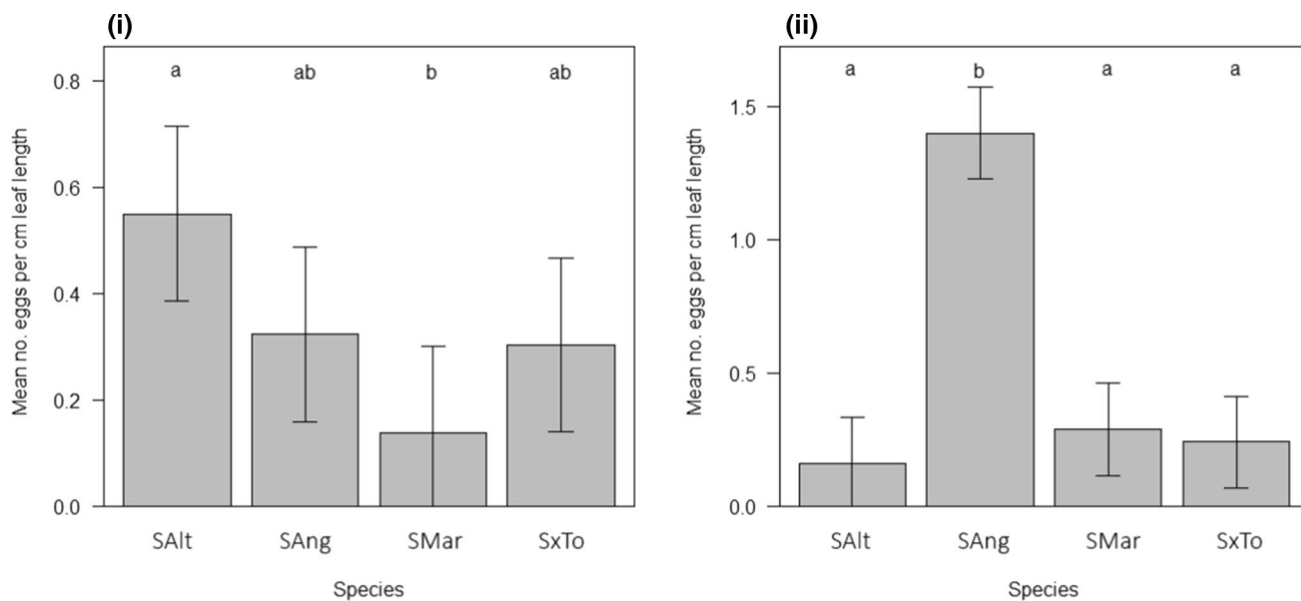 (i)
Mean no. eggs per cm leaf length
0.8
0.6
0.4
0.2
0.0
a ab b ab
SAlt SAng SMar SxTo
Species
(ii)
Mean no. eggs per cm leaf length
1.5
1.0
0.5
0.0
a b a a
SAlt SAng SMar SxTo
Species